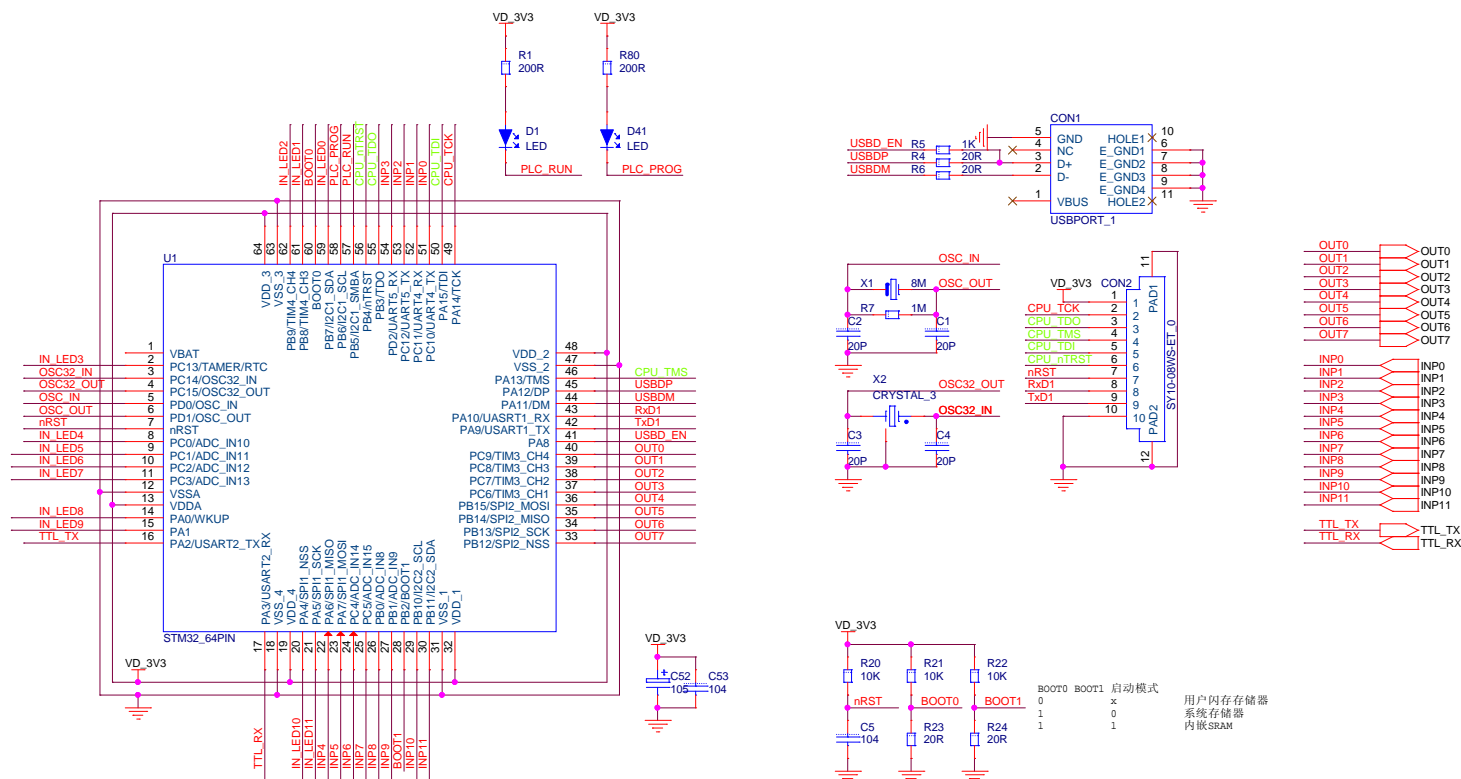 VD_3V3
R1
200R
D1
LED
PLC_RUN
VD_3V3
R80
200R
D41
LED
PLC_PROG
IN_LED2
IN_LED1
BOOT0
IN_LED0
PLC_PROG
PLC_RUN
CPU_nTRST
CPU_TDO
INP3
INP2
INP1
INP0
CPU_TDI
CPU_TCK
64
63
62
61
60
59
58
57
56
55
54
53
52
51
50
49
U1
VDD_3
VSS_3
PB9/TIM4_CH4
PB8/TIM4_CH3
BOOT0
PB7/I2C1_SDA
PB6/I2C1_SCL
PB5/I2C1_SMBA
PB4/nTRST
PB3/TDO
PD2/UART5_RX
PC12/UART5_TX
PC11/UART4_RX
PC10/UART4_TX
PA15/TDI
PA14/TCK
1 VBAT
IN_LED3 2 PC13/TAMER/RTC
OSC32_IN 3 PC14/OSC32_IN
OSC32_OUT 4 PC15/OSC32_OUT
OSC_IN 5 PD0/OSC_IN
OSC_OUT 6 PD1/OSC_OUT
nRST 7 nRST
IN_LED4 8 PC0/ADC_IN10
IN_LED5 9 PC1/ADC_IN11
IN_LED6 10 PC2/ADC_IN12
IN_LED7 11 PC3/ADC_IN13
12 VSSA
13 VDDA
IN_LED8 14 PA0/WKUP
IN_LED9 15 PA1
TTL_TX 16 PA2/USART2_TX
VDD_2 48
VSS_2 47
PA13/TMS 46 CPU_TMS
PA12/DP 45 USBDP
PA11/DM 44 USBDM
PA10/UASRT1_RX 43 RxD1
PA9/USART1_TX 42 TxD1
PA8 41 USBD_EN
PC9/TIM3_CH4 40 OUT0
PC8/TIM3_CH3 39 OUT1
PC7/TIM3_CH2 38 OUT2
PC6/TIM3_CH1 37 OUT3
PB15/SPI2_MOSI 36 OUT4
PB14/SPI2_MISO 35 OUT5
PB13/SPI2_SCK 34 OUT6
PB12/SPI2_NSS 33 OUT7
PA3/USART2_RX
VSS_4
VDD_4
PA4/SPI1_NSS
PA5/SPI1_SCK
PA6/SPI1_MISO
PA7/SPI1_MOSI
PC4/ADC_IN14
PC5/ADC_IN15
PB0/ADC_IN8
PB1/ADC_IN9
PB2/BOOT1
PB10/I2C2_SCL
PB11/I2C2_SDA
VSS_1
VDD_1
STM32_64PIN
17
18
19
20
21
22
23
24
25
26
27
28
29
30
31
32
VD_3V3
TTL_RX
IN_LED10
IN_LED11
INP4
INP5
INP6
INP7
INP8
INP9
BOOT1
INP10
INP11
VD_3V3
C52
105
C53
104
CON1
USBD_EN R5 1K
USBDP R4 20R
USBDM R6 20R
5 GND
4 NC
3 D+
2 D-
1 VBUS
HOLE1 10
E_GND1 6
E_GND2 7
E_GND3 8
E_GND4 9
HOLE2 11
USBPORT_1
OSC_IN
X1 8M OSC_OUT
R7 1M
C2
20P
C1
20P
X2
CRYSTAL_3
OSC32_OUT
OSC32_IN
C3
20P
C4
20P
VD_3V3 CON2
11
PAD1
1 1
CPU_TCK 2 2
CPU_TDO 3 3
CPU_TMS 4 4
CPU_TDI 5 5
CPU_nTRST 6 6
nRST 7 7
RxD1 8 8
TxD1 9 9
10 10
PAD2
12
SY10-08WS-ET_0
OUT0 OUT0
OUT1 OUT1
OUT2 OUT2
OUT3 OUT3
OUT4 OUT4
OUT5 OUT5
OUT6 OUT6
OUT7 OUT7
INP0 INP0
INP1 INP1
INP2 INP2
INP3 INP3
INP4 INP4
INP5 INP5
INP6 INP6
INP7 INP7
INP8 INP8
INP9 INP9
INP10 INP10
INP11 INP11
TTL_TX TTL_TX
TTL_RX TTL_RX
VD_3V3
R20
10K
R21
10K
R22
10K
nRST
BOOT0
BOOT1
C5
104
R23
20R
R24
20R
BOOT0 BOOT1 启动模式
0 x 用户闪存存储器
1 0 系统存储器
1 1 内嵌SRAM